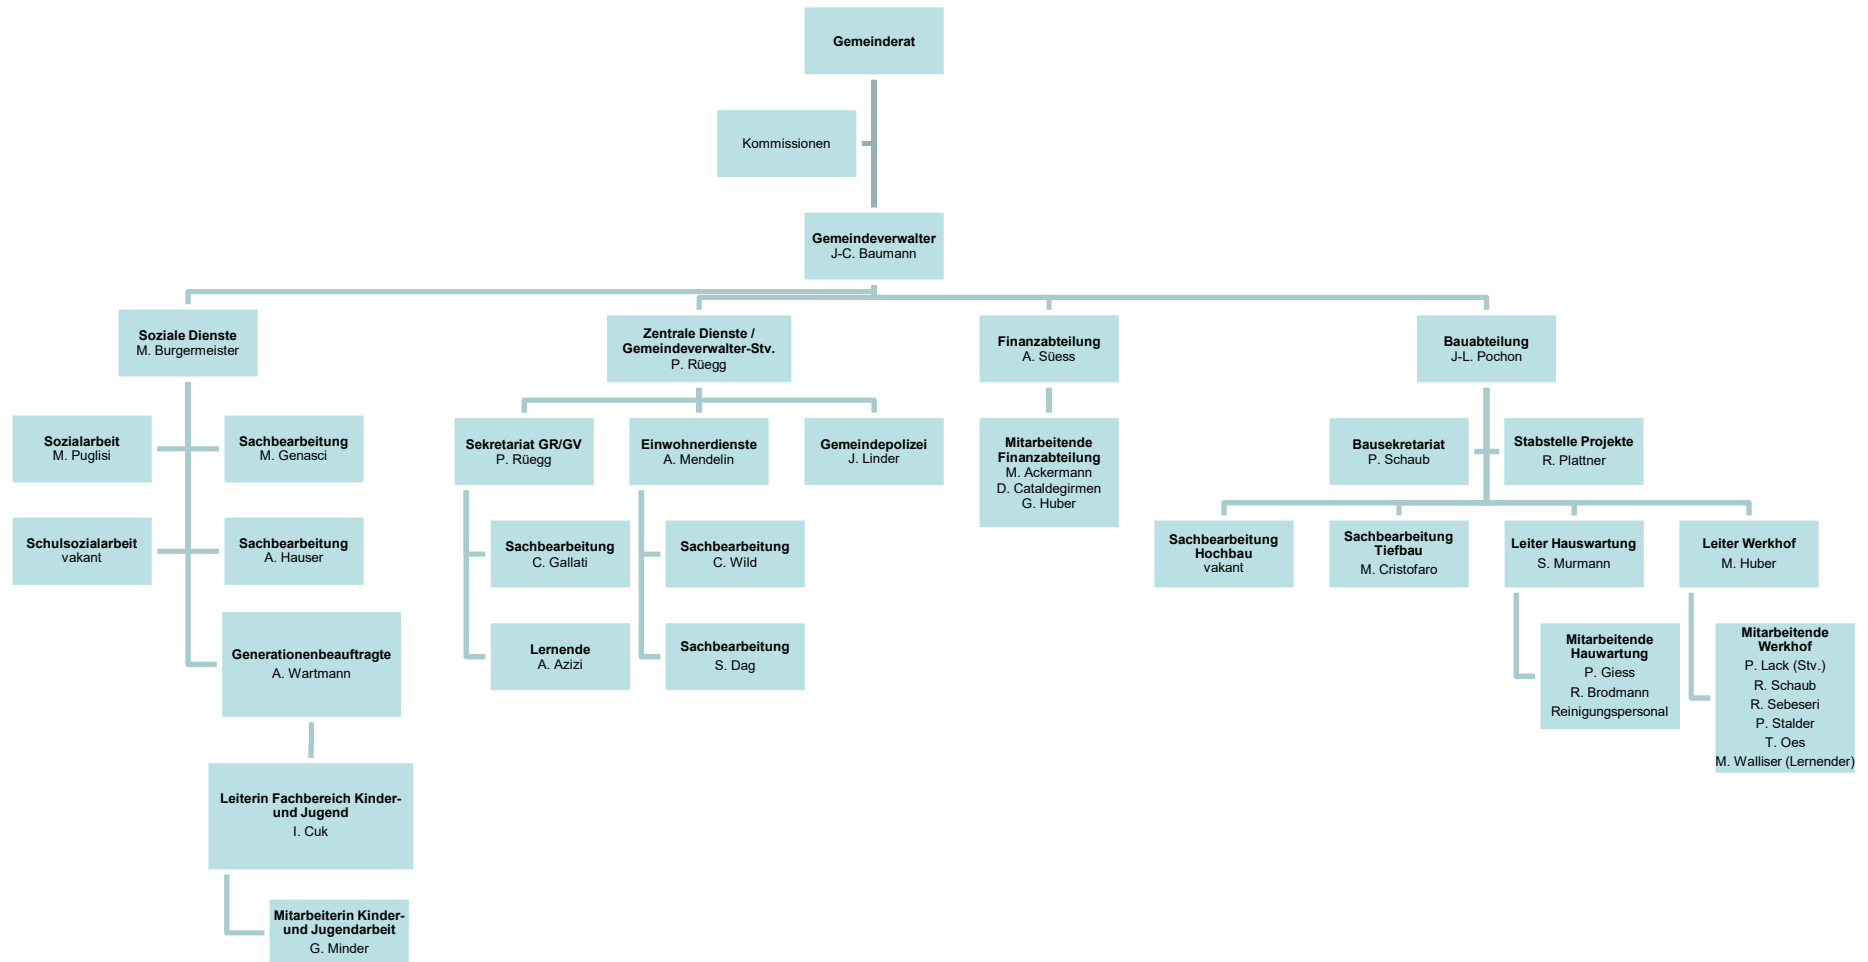 Gemeinderat
Kommissionen
Gemeindeverwalter
J-C. Baumann
Soziale Dienste
M. Burgermeister
Zentrale Dienste /
Gemeindeverwalter-Stv.
P. Rüegg
Finanzabteilung
A. Süess
Bauabteilung
J-L. Pochon
Sozialarbeit
M. Puglisi
Sachbearbeitung
M. Genasci
Sekretariat GR/GV
P. Rüegg
Einwohnerdienste
A. Mendelin
Gemeindepolizei
J. Linder
Mitarbeitende
Finanzabteilung
M. Ackermann
D. Cataldegirmen
G. Huber
Bausekretariat
P. Schaub
Stabstelle Projekte
R. Plattner
Schulsozialarbeit
vakant
Sachbearbeitung
A. Hauser
Sachbearbeitung
C. Gallati
Sachbearbeitung
C. Wild
Sachbearbeitung
Hochbau
vakant
Sachbearbeitung
Tiefbau
M. Cristofaro
Leiter Hauswartung
S. Murmann
Leiter Werkhof
M. Huber
Generationenbeauftragte
A. Wartmann
Lernende
A. Azizi
Sachbearbeitung
S. Dag
Mitarbeitende
Hauwartung
P. Giess
R. Brodmann
Reinigungspersonal
Mitarbeitende
Werkhof
P. Lack (Stv.)
R. Schaub
R. Sebeseri
P. Stalder
T. Oes
M. Walliser (Lernender)
Leiterin Fachbereich Kinder-
und Jugend
I. Cuk
Mitarbeiterin Kinder-
und Jugendarbeit
G. Minder